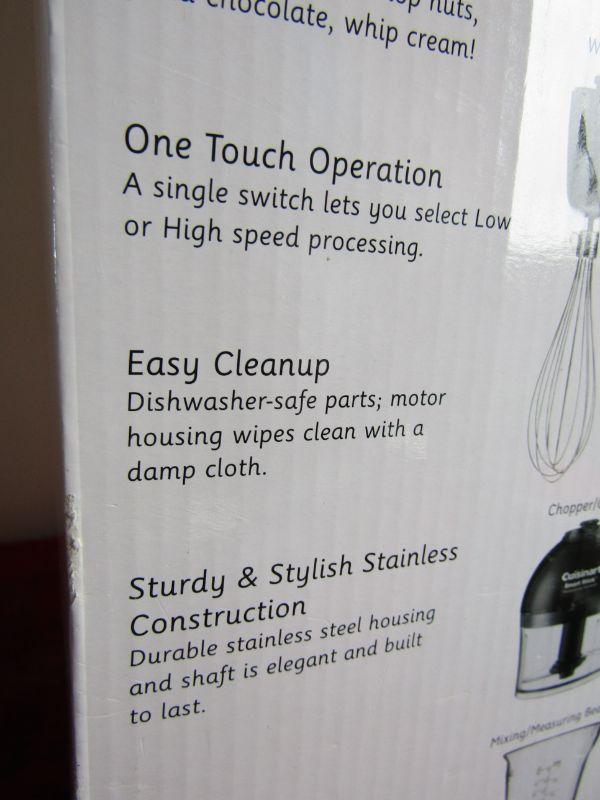 nuts,
chocolate, whip cream!
One Touch Operation
A single switch lets you select Low
or High speed processing.
Easy Cleanup
Dishwasher-safe parts; motor
housing wipes clean with a
damp cloth.
Sturdy & Stylish Stainless
Construction
Durable stainless steel housing
and shaft is elegant and built
to last.
Chopper/
Cuisinart
Mixing/Measuring